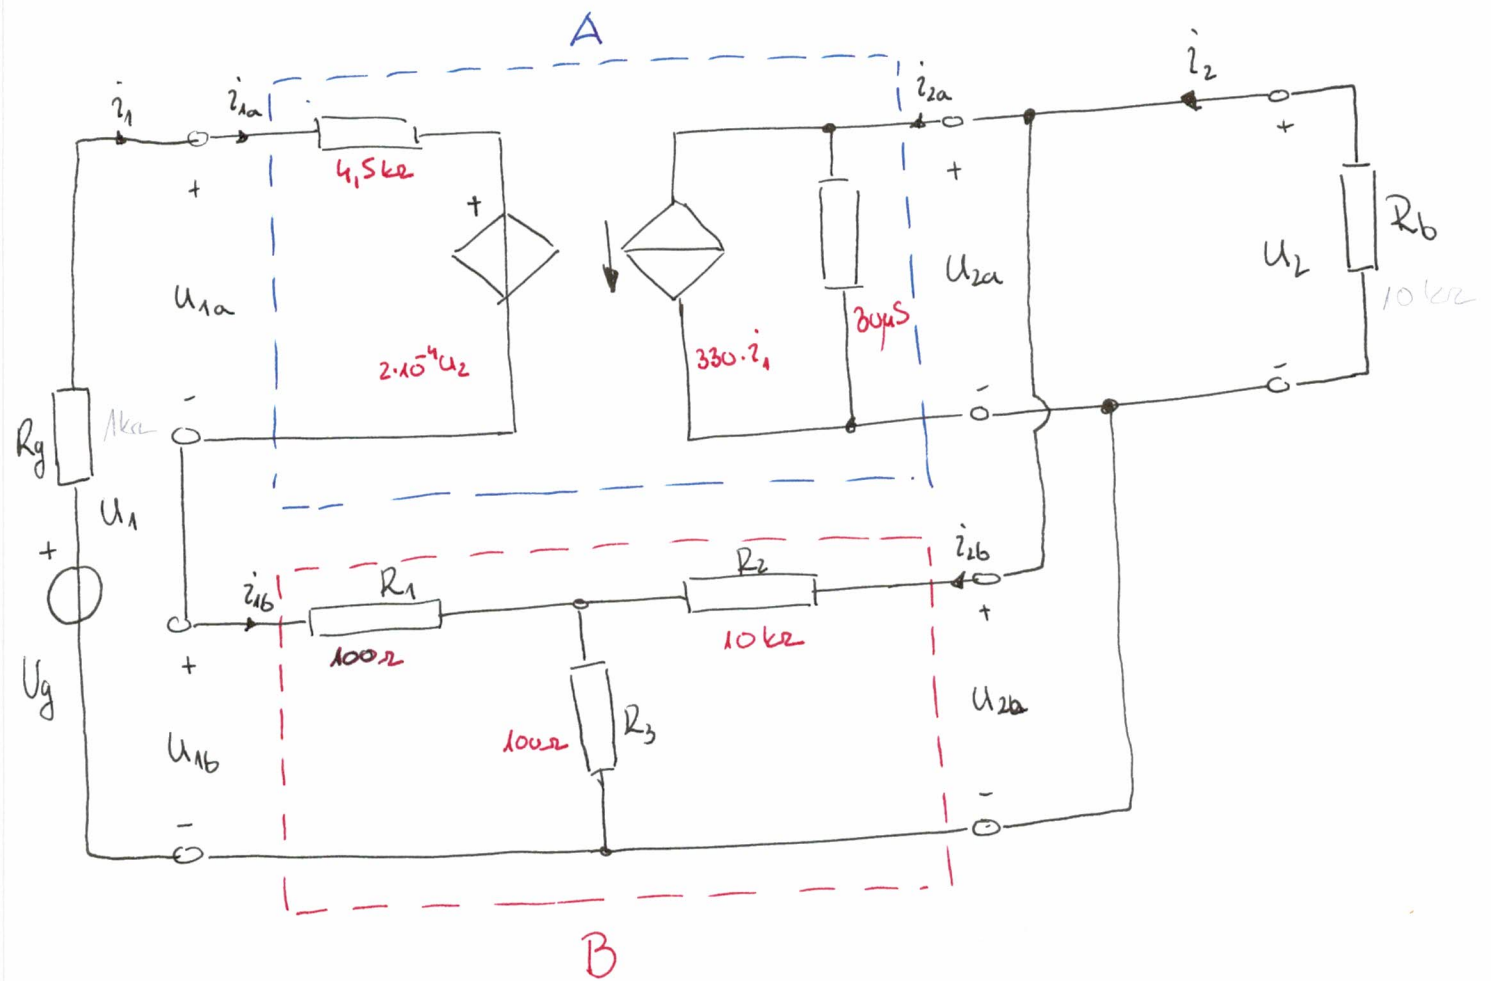 A
i₁
i₁ₐ
i₂ₐ
i₂
+
4,5kΩ
+
+
+
u₁ₐ
2·10⁻⁴u₂
330·i₁
30µS
u₂ₐ
u₂
Rb
10kΩ
-
-
-
Rg
1kΩ
u₁
+
Ug
i₁b
R₁
100Ω
R₂
10kΩ
i₂b
+
+
u₁b
100Ω
R₃
u₂b
-
-
B